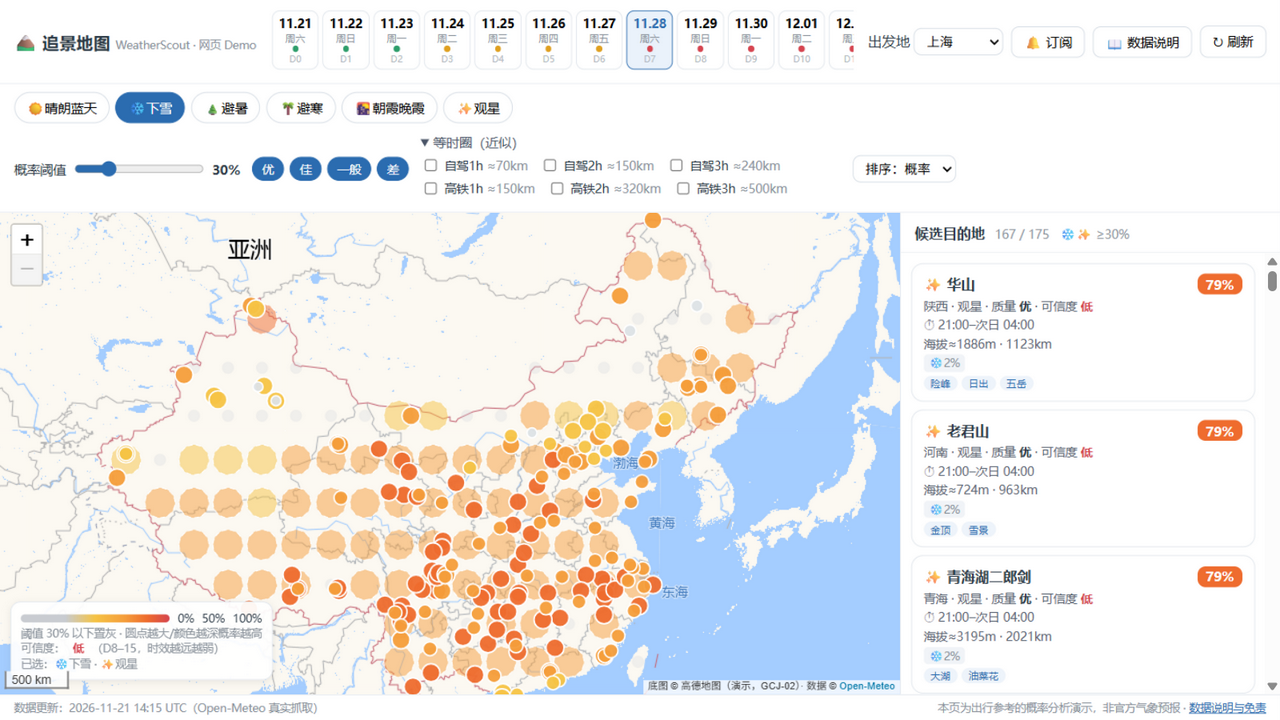 追景地图 WeatherScout · 网页 Demo
11.21 周六 D0
11.22 周日 D1
11.23 周一 D2
11.24 周二 D3
11.25 周三 D4
11.26 周四 D5
11.27 周五 D6
11.28 周六 D7
11.29 周日 D8
11.30 周一 D9
12.01 周二 D10
出发地 上海
🔔 订阅
📖 数据说明
↻ 刷新
晴朗蓝天
❄️下雪
🌲避暑
🌴避寒
🌇朝霞晚霞
✨观星
▼ 等时圈（近似）
概率阈值 30% 优 佳 一般 差
自驾1h ≈70km
自驾2h ≈150km
自驾3h ≈240km
高铁1h ≈150km
高铁2h ≈320km
高铁3h ≈500km
排序：概率
+
−
亚洲
渤海
黄海
东海
0% 50% 100%
阈值 30% 以下置灰 · 圆点越大/颜色越深概率越高
可信度： 低 （D8–15，时效越远越弱）
已选：❄️下雪 · ✨观星
500 km
底图 © 高德地图（演示，GCJ-02）· 数据 © Open-Meteo
候选目的地 167 / 175 ❄️✨ ≥30%
✨ 华山 79%
陕西 · 观星 · 质量 优 · 可信度 低
⏱ 21:00–次日 04:00
海拔≈1886m · 1123km
❄️2%
险峰 日出 五岳
✨ 老君山 79%
河南 · 观星 · 质量 优 · 可信度 低
⏱ 21:00–次日 04:00
海拔≈724m · 963km
❄️2%
金顶 雪景
✨ 青海湖二郎剑 79%
青海 · 观星 · 质量 优 · 可信度 低
⏱ 21:00–次日 04:00
海拔≈3195m · 2021km
❄️2%
大湖 油菜花
数据更新：2026-11-21 14:15 UTC（Open-Meteo 真实抓取）
本页为出行参考的概率分析演示，非官方气象预报 · 数据说明与免责